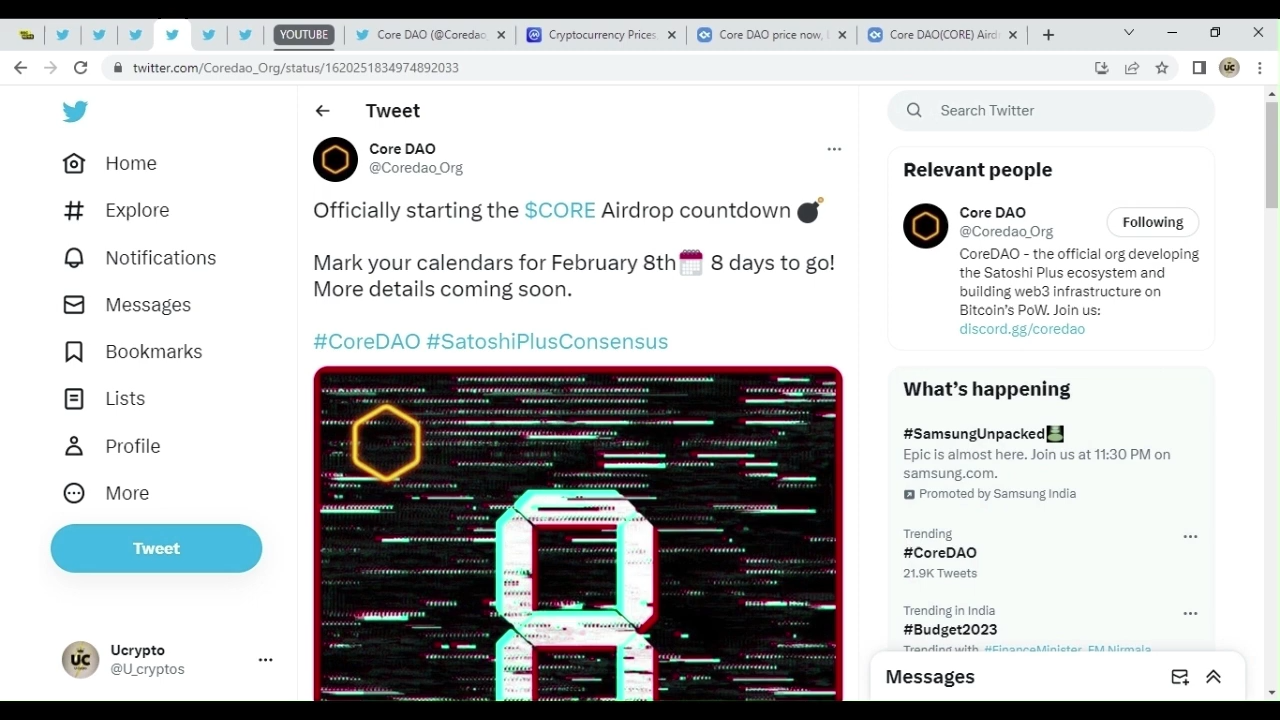 YOUTUBE
Core DAO (@Coredao
Cryptocurrency Prices,
Core DAO price now,
Core DAO(CORE) Aird
twitter.com/Coredao_Org/status/1620251834974892033
Home
Explore
Notifications
Messages
Bookmarks
Lists
Profile
More
Tweet
Ucrypto
@U_cryptos
Tweet
Core DAO
@Coredao_Org
Officially starting the $CORE Airdrop countdown 💣
Mark your calendars for February 8th📅 8 days to go!
More details coming soon.
#CoreDAO #SatoshiPlusConsensus
8
Search Twitter
Relevant people
Core DAO
@Coredao_Org
Following
CoreDAO - the official org developing
the Satoshi Plus ecosystem and
building web3 infrastructure on
Bitcoin's PoW. Join us:
discord.gg/coredao
What's happening
#SamsungUnpacked
Epic is almost here. Join us at 11:30 PM on
samsung.com.
Promoted by Samsung India
Trending
#CoreDAO
21.9K Tweets
Trending in India
#Budget2023
Trending with #FinanceMinister, FM Nirmala
Messages